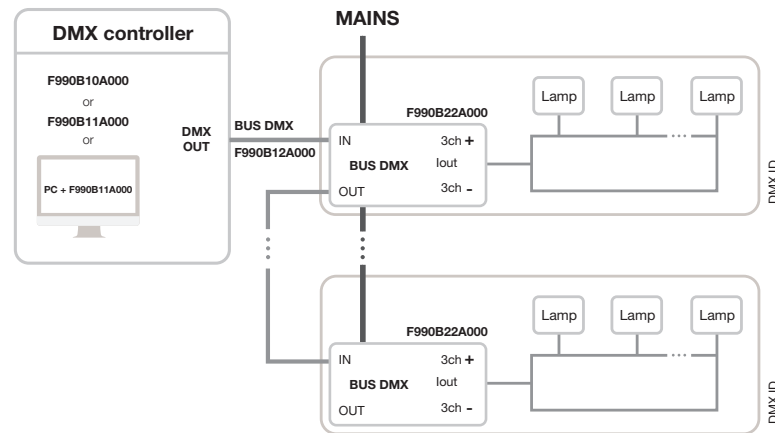 DMX controller
F990B10A000
or
F990B11A000
or
PC + F990B11A000
DMX
OUT
BUS DMX
F990B12A000
MAINS
F990B22A000
IN
3ch +
BUS DMX
Iout
OUT
3ch -
Lamp
Lamp
Lamp
DMX ID
F990B22A000
IN
3ch +
BUS DMX
Iout
OUT
3ch -
Lamp
Lamp
Lamp
DMX ID